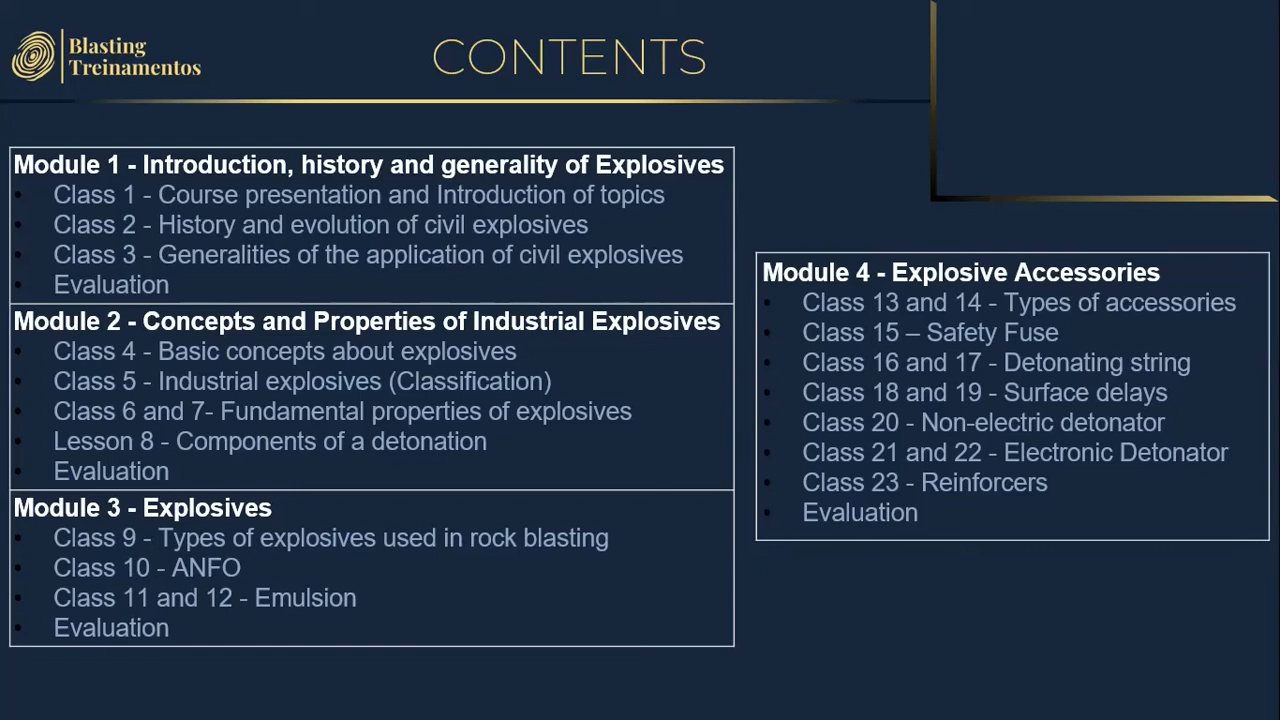 Blasting
Treinamentos
CONTENTS
Module 1 - Introduction, history and generality of Explosives
• Class 1 - Course presentation and Introduction of topics
• Class 2 - History and evolution of civil explosives
• Class 3 - Generalities of the application of civil explosives
• Evaluation
Module 2 - Concepts and Properties of Industrial Explosives
• Class 4 - Basic concepts about explosives
• Class 5 - Industrial explosives (Classification)
• Class 6 and 7- Fundamental properties of explosives
• Lesson 8 - Components of a detonation
• Evaluation
Module 3 - Explosives
• Class 9 - Types of explosives used in rock blasting
• Class 10 - ANFO
• Class 11 and 12 - Emulsion
• Evaluation
Module 4 - Explosive Accessories
• Class 13 and 14 - Types of accessories
• Class 15 – Safety Fuse
• Class 16 and 17 - Detonating string
• Class 18 and 19 - Surface delays
• Class 20 - Non-electric detonator
• Class 21 and 22 - Electronic Detonator
• Class 23 - Reinforcers
• Evaluation